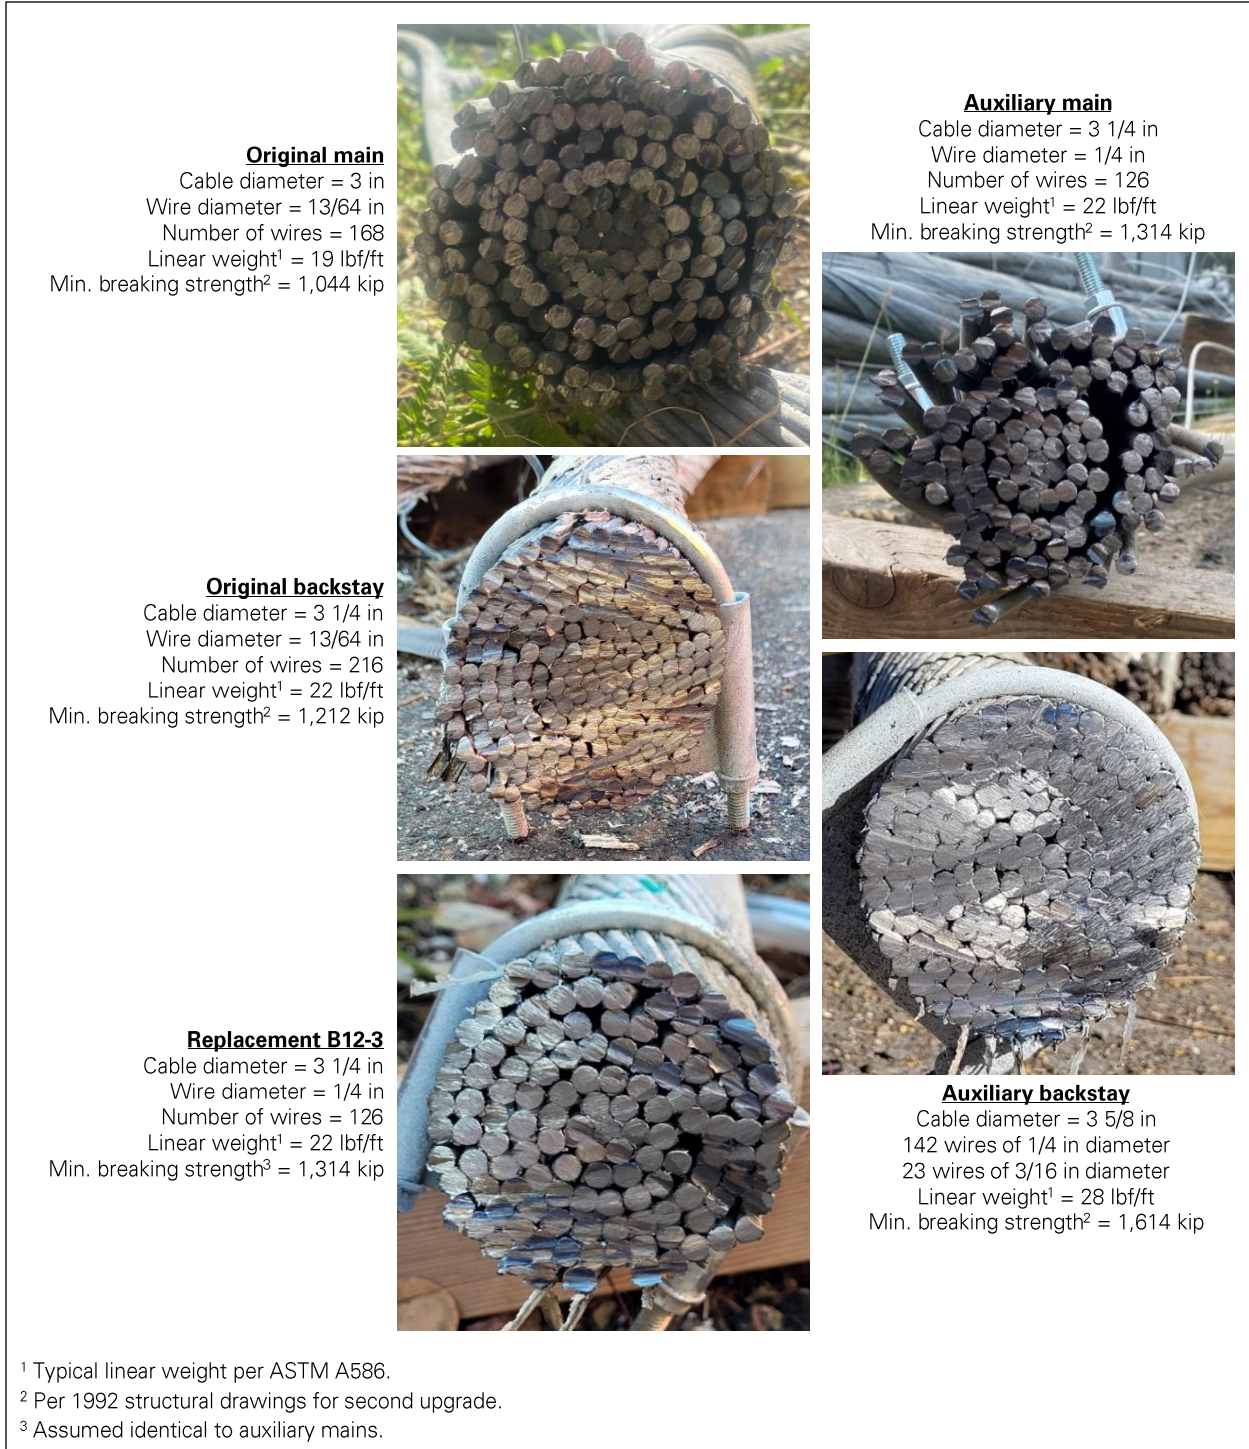 Original main
Cable diameter = 3 in
Wire diameter = 13/64 in
Number of wires = 168
Linear weight¹ = 19 lbf/ft
Min. breaking strength² = 1,044 kip
Auxiliary main
Cable diameter = 3 1/4 in
Wire diameter = 1/4 in
Number of wires = 126
Linear weight¹ = 22 lbf/ft
Min. breaking strength² = 1,314 kip
Original backstay
Cable diameter = 3 1/4 in
Wire diameter = 13/64 in
Number of wires = 216
Linear weight¹ = 22 lbf/ft
Min. breaking strength² = 1,212 kip
Replacement B12-3
Cable diameter = 3 1/4 in
Wire diameter = 1/4 in
Number of wires = 126
Linear weight¹ = 22 lbf/ft
Min. breaking strength³ = 1,314 kip
Auxiliary backstay
Cable diameter = 3 5/8 in
142 wires of 1/4 in diameter
23 wires of 3/16 in diameter
Linear weight¹ = 28 lbf/ft
Min. breaking strength² = 1,614 kip
¹ Typical linear weight per ASTM A586.
² Per 1992 structural drawings for second upgrade.
³ Assumed identical to auxiliary mains.